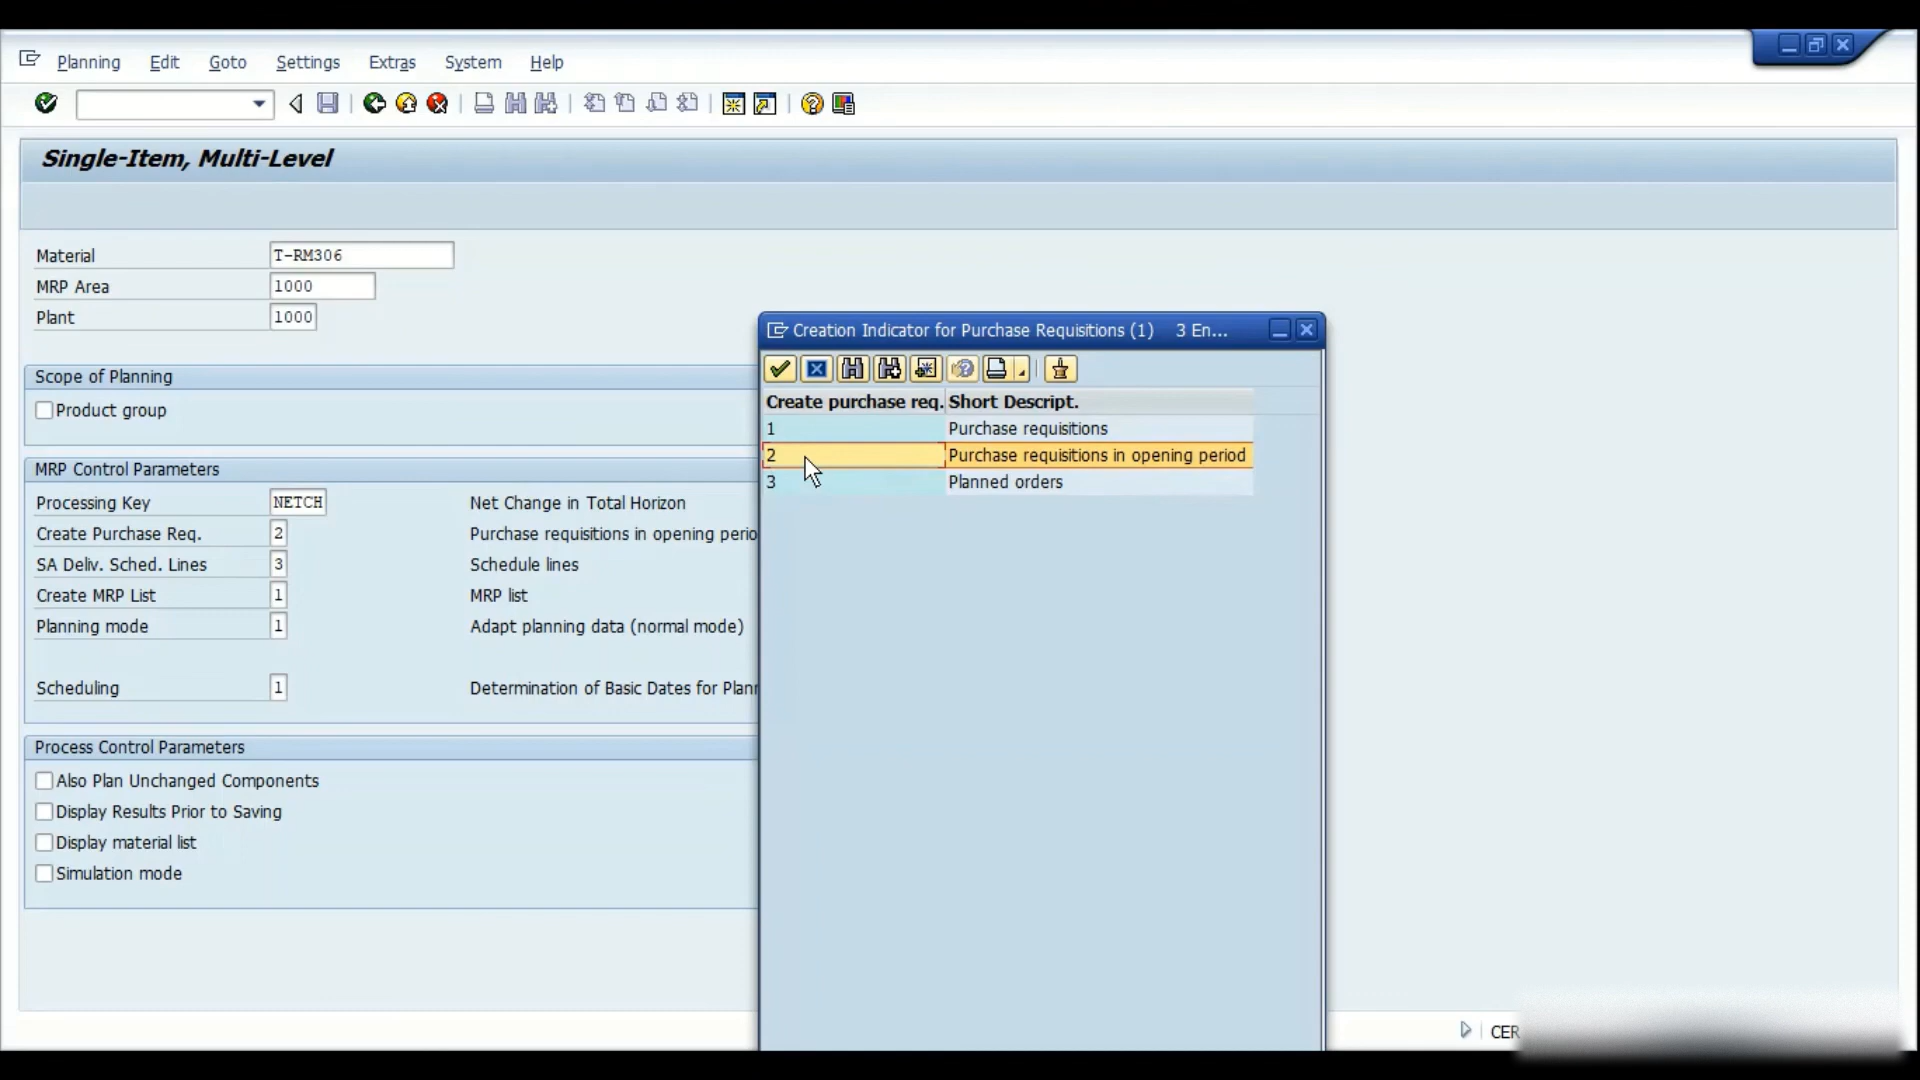 Planning Edit Goto Settings Extras System Help
Single-Item, Multi-Level
Material T-RM306
MRP Area 1000
Plant 1000
Scope of Planning
Product group
MRP Control Parameters
Processing Key NETCH Net Change in Total Horizon
Create Purchase Req. 2 Purchase requisitions in opening perio
SA Deliv. Sched. Lines 3 Schedule lines
Create MRP List 1 MRP list
Planning mode 1 Adapt planning data (normal mode)
Scheduling 1 Determination of Basic Dates for Plan
Process Control Parameters
Also Plan Unchanged Components
Display Results Prior to Saving
Display material list
Simulation mode
Creation Indicator for Purchase Requisitions (1) 3 En...
Create purchase req. Short Descript.
1 Purchase requisitions
2 Purchase requisitions in opening period
3 Planned orders
CER